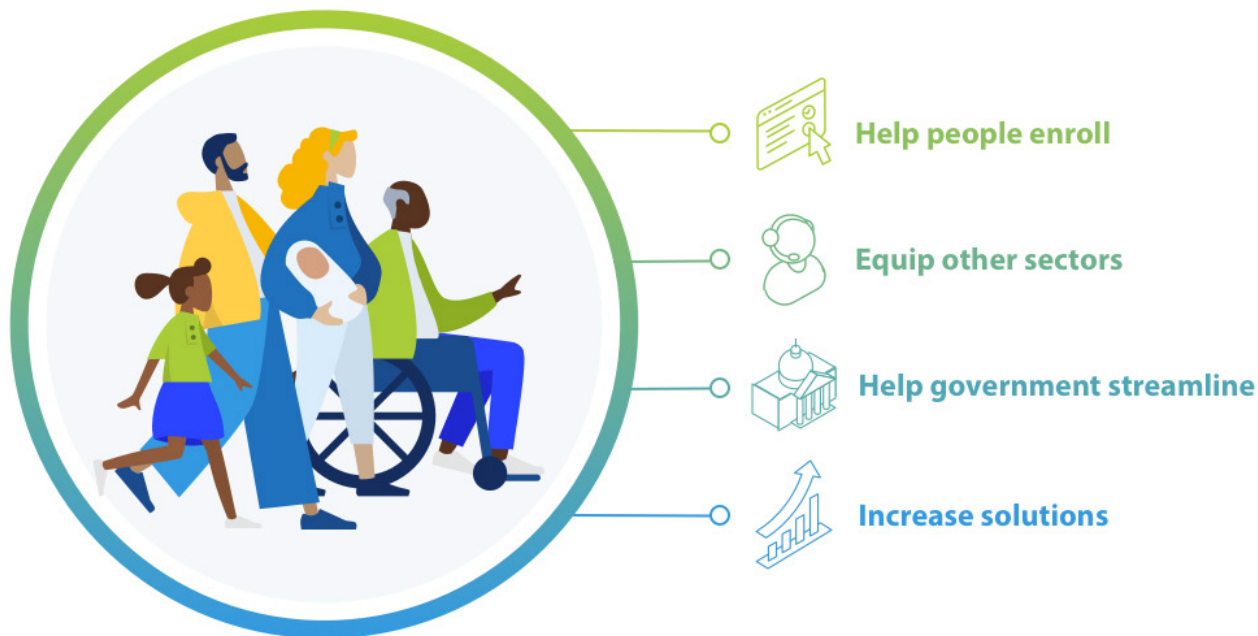 Help people enroll
Equip other sectors
Help government streamline
Increase solutions